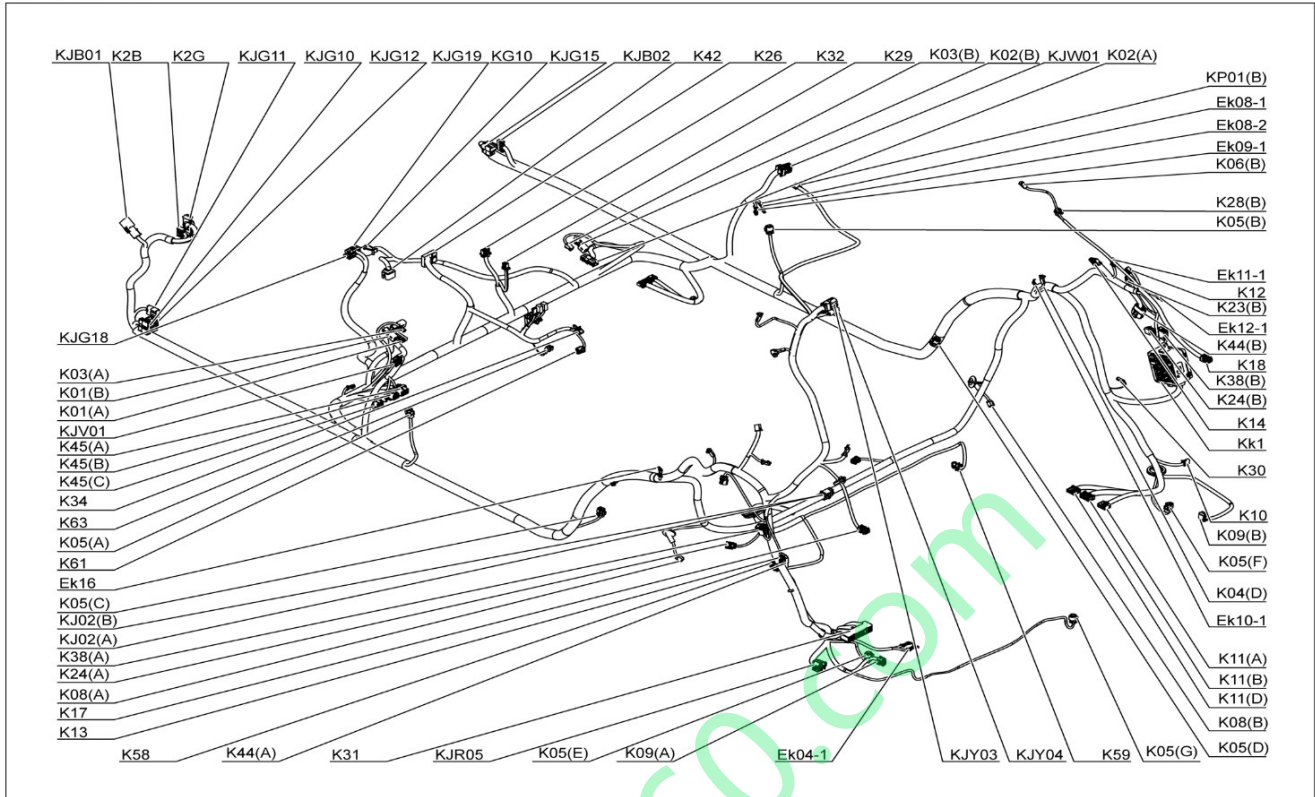 KJB01 K2B K2G KJG11 KJG10 KJG12 KJG19 KG10 KJG15 KJB02 K42 K26 K32 K29 K03(B) K02(B) KJW01 K02(A)
KP01(B)
Ek08-1
Ek08-2
Ek09-1
K06(B)
K28(B)
K05(B)
Ek11-1
K12
K23(B)
Ek12-1
K44(B)
K18
K38(B)
K24(B)
K14
Kk1
K30
K10
K09(B)
K05(F)
K04(D)
Ek10-1
K11(A)
K11(B)
K11(D)
K08(B)
K05(D)
KJG18
K03(A)
K01(B)
K01(A)
KJV01
K45(A)
K45(B)
K45(C)
K34
K63
K05(A)
K61
Ek16
K05(C)
KJ02(B)
KJ02(A)
K38(A)
K24(A)
K08(A)
K17
K13
K58 K44(A) K31 KJR05 K05(E) K09(A) Ek04-1 KJY03 KJY04 K59 K05(G)
60.com